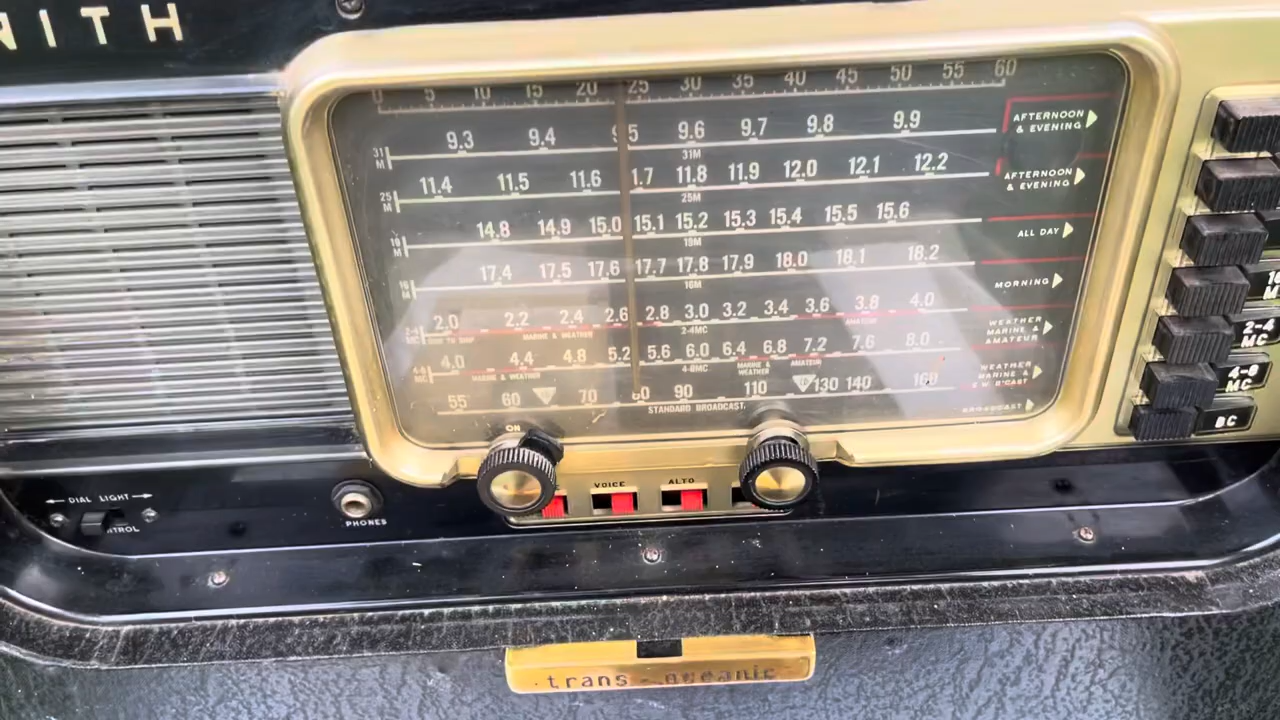 NITH
0 5 10 15 20 25 30 35 40 45 50 55 60
31 M 9.3 9.4 9.5 9.6 9.7 9.8 9.9 AFTERNOON & EVENING
31M
25 M 11.4 11.5 11.6 1.7 11.8 11.9 12.0 12.1 12.2 AFTERNOON & EVENING
25M
19 M 14.8 14.9 15.0 15.1 15.2 15.3 15.4 15.5 15.6 ALL DAY
19M
16 M 17.4 17.5 17.6 17.7 17.8 17.9 18.0 18.1 18.2 MORNING
16M
2-4 MC 2.0 2.2 2.4 2.6 2.8 3.0 3.2 3.4 3.6 3.8 4.0 WEATHER MARINE & AMATEUR
SHIP MARINE & WEATHER 2-4MC AMATEUR
4-8 MC 4.0 4.4 4.8 5.2 5.6 6.0 6.4 6.8 7.2 7.6 8.0 WEATHER MARINE & S.W. B'CAST
MARINE & WEATHER 4-8MC MARINE & WEATHER AMATEUR
55 60 70 80 90 110 130 140 160 BROADCAST
STANDARD BROADCAST
2-4 MC
4-8 MC
BC
ON
VOICE ALTO
DIAL LIGHT
PHONES
trans-oceanic